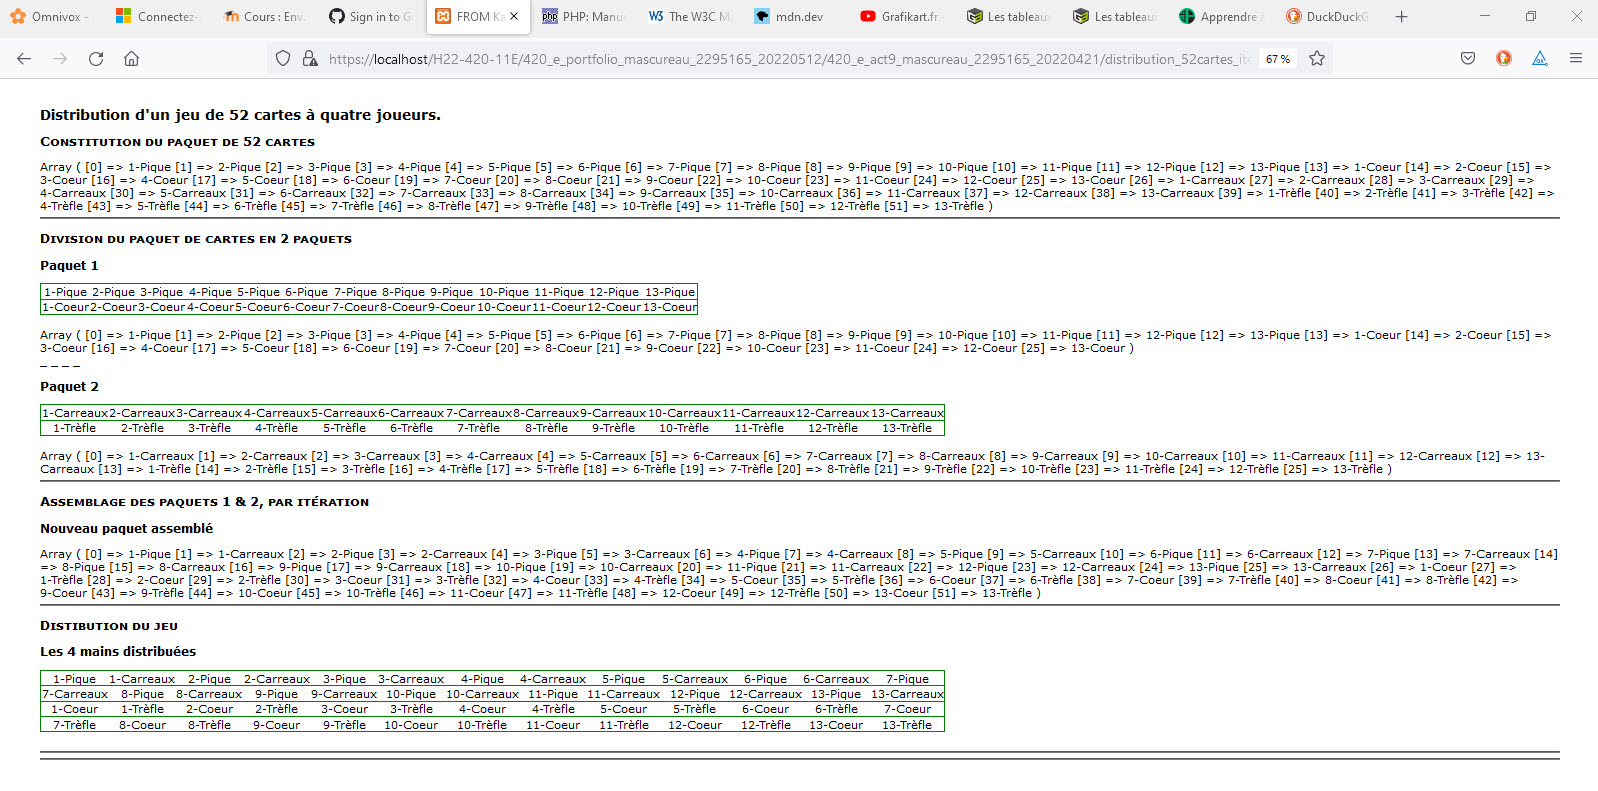 Omnivox -
Connectez-
Cours : Env.
Sign in to G
FROM Ka
PHP: Manu
The W3C M
mdn.dev
Grafikart.fr -
Les tableaux
Les tableaux
Apprendre à
DuckDuckG
https://localhost/H22-420-11E/420_e_portfolio_mascureau_2295165_20220512/420_e_act9_mascureau_2295165_20220421/distribution_52cartes_ite
67 %
Distribution d'un jeu de 52 cartes à quatre joueurs.
CONSTITUTION DU PAQUET DE 52 CARTES
Array ( [0] => 1-Pique [1] => 2-Pique [2] => 3-Pique [3] => 4-Pique [4] => 5-Pique [5] => 6-Pique [6] => 7-Pique [7] => 8-Pique [8] => 9-Pique [9] => 10-Pique [10] => 11-Pique [11] => 12-Pique [12] => 13-Pique [13] => 1-Coeur [14] => 2-Coeur [15] =>
3-Coeur [16] => 4-Coeur [17] => 5-Coeur [18] => 6-Coeur [19] => 7-Coeur [20] => 8-Coeur [21] => 9-Coeur [22] => 10-Coeur [23] => 11-Coeur [24] => 12-Coeur [25] => 13-Coeur [26] => 1-Carreaux [27] => 2-Carreaux [28] => 3-Carreaux [29] =>
4-Carreaux [30] => 5-Carreaux [31] => 6-Carreaux [32] => 7-Carreaux [33] => 8-Carreaux [34] => 9-Carreaux [35] => 10-Carreaux [36] => 11-Carreaux [37] => 12-Carreaux [38] => 13-Carreaux [39] => 1-Trèfle [40] => 2-Trèfle [41] => 3-Trèfle [42] =>
4-Trèfle [43] => 5-Trèfle [44] => 6-Trèfle [45] => 7-Trèfle [46] => 8-Trèfle [47] => 9-Trèfle [48] => 10-Trèfle [49] => 11-Trèfle [50] => 12-Trèfle [51] => 13-Trèfle )
DIVISION DU PAQUET DE CARTES EN 2 PAQUETS
Paquet 1
1-Pique 2-Pique 3-Pique 4-Pique 5-Pique 6-Pique 7-Pique 8-Pique 9-Pique 10-Pique 11-Pique 12-Pique 13-Pique
1-Coeur 2-Coeur 3-Coeur 4-Coeur 5-Coeur 6-Coeur 7-Coeur 8-Coeur 9-Coeur 10-Coeur 11-Coeur 12-Coeur 13-Coeur
Array ( [0] => 1-Pique [1] => 2-Pique [2] => 3-Pique [3] => 4-Pique [4] => 5-Pique [5] => 6-Pique [6] => 7-Pique [7] => 8-Pique [8] => 9-Pique [9] => 10-Pique [10] => 11-Pique [11] => 12-Pique [12] => 13-Pique [13] => 1-Coeur [14] => 2-Coeur [15] =>
3-Coeur [16] => 4-Coeur [17] => 5-Coeur [18] => 6-Coeur [19] => 7-Coeur [20] => 8-Coeur [21] => 9-Coeur [22] => 10-Coeur [23] => 11-Coeur [24] => 12-Coeur [25] => 13-Coeur )
_ _ _ _
Paquet 2
1-Carreaux 2-Carreaux 3-Carreaux 4-Carreaux 5-Carreaux 6-Carreaux 7-Carreaux 8-Carreaux 9-Carreaux 10-Carreaux 11-Carreaux 12-Carreaux 13-Carreaux
1-Trèfle 2-Trèfle 3-Trèfle 4-Trèfle 5-Trèfle 6-Trèfle 7-Trèfle 8-Trèfle 9-Trèfle 10-Trèfle 11-Trèfle 12-Trèfle 13-Trèfle
Array ( [0] => 1-Carreaux [1] => 2-Carreaux [2] => 3-Carreaux [3] => 4-Carreaux [4] => 5-Carreaux [5] => 6-Carreaux [6] => 7-Carreaux [7] => 8-Carreaux [8] => 9-Carreaux [9] => 10-Carreaux [10] => 11-Carreaux [11] => 12-Carreaux [12] => 13-
Carreaux [13] => 1-Trèfle [14] => 2-Trèfle [15] => 3-Trèfle [16] => 4-Trèfle [17] => 5-Trèfle [18] => 6-Trèfle [19] => 7-Trèfle [20] => 8-Trèfle [21] => 9-Trèfle [22] => 10-Trèfle [23] => 11-Trèfle [24] => 12-Trèfle [25] => 13-Trèfle )
ASSEMBLAGE DES PAQUETS 1 & 2, PAR ITÉRATION
Nouveau paquet assemblé
Array ( [0] => 1-Pique [1] => 1-Carreaux [2] => 2-Pique [3] => 2-Carreaux [4] => 3-Pique [5] => 3-Carreaux [6] => 4-Pique [7] => 4-Carreaux [8] => 5-Pique [9] => 5-Carreaux [10] => 6-Pique [11] => 6-Carreaux [12] => 7-Pique [13] => 7-Carreaux [14]
=> 8-Pique [15] => 8-Carreaux [16] => 9-Pique [17] => 9-Carreaux [18] => 10-Pique [19] => 10-Carreaux [20] => 11-Pique [21] => 11-Carreaux [22] => 12-Pique [23] => 12-Carreaux [24] => 13-Pique [25] => 13-Carreaux [26] => 1-Coeur [27] =>
1-Trèfle [28] => 2-Coeur [29] => 2-Trèfle [30] => 3-Coeur [31] => 3-Trèfle [32] => 4-Coeur [33] => 4-Trèfle [34] => 5-Coeur [35] => 5-Trèfle [36] => 6-Coeur [37] => 6-Trèfle [38] => 7-Coeur [39] => 7-Trèfle [40] => 8-Coeur [41] => 8-Trèfle [42] =>
9-Coeur [43] => 9-Trèfle [44] => 10-Coeur [45] => 10-Trèfle [46] => 11-Coeur [47] => 11-Trèfle [48] => 12-Coeur [49] => 12-Trèfle [50] => 13-Coeur [51] => 13-Trèfle )
DISTIBUTION DU JEU
Les 4 mains distribuées
1-Pique 1-Carreaux 2-Pique 2-Carreaux 3-Pique 3-Carreaux 4-Pique 4-Carreaux 5-Pique 5-Carreaux 6-Pique 6-Carreaux 7-Pique
7-Carreaux 8-Pique 8-Carreaux 9-Pique 9-Carreaux 10-Pique 10-Carreaux 11-Pique 11-Carreaux 12-Pique 12-Carreaux 13-Pique 13-Carreaux
1-Coeur 1-Trèfle 2-Coeur 2-Trèfle 3-Coeur 3-Trèfle 4-Coeur 4-Trèfle 5-Coeur 5-Trèfle 6-Coeur 6-Trèfle 7-Coeur
7-Trèfle 8-Coeur 8-Trèfle 9-Coeur 9-Trèfle 10-Coeur 10-Trèfle 11-Coeur 11-Trèfle 12-Coeur 12-Trèfle 13-Coeur 13-Trèfle